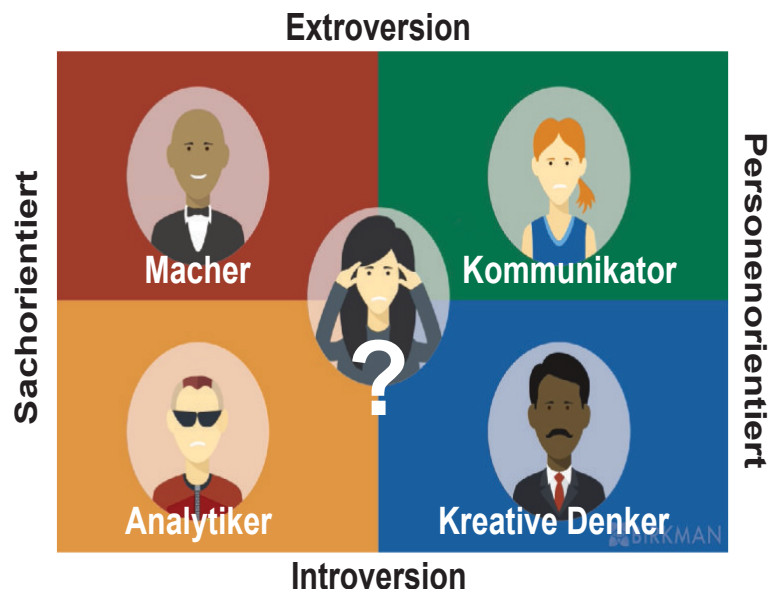 Extroversion
Sachorientiert
Personenorientiert
Macher
Kommunikator
?
Analytiker
Kreative Denker
BIRKMAN
Introversion